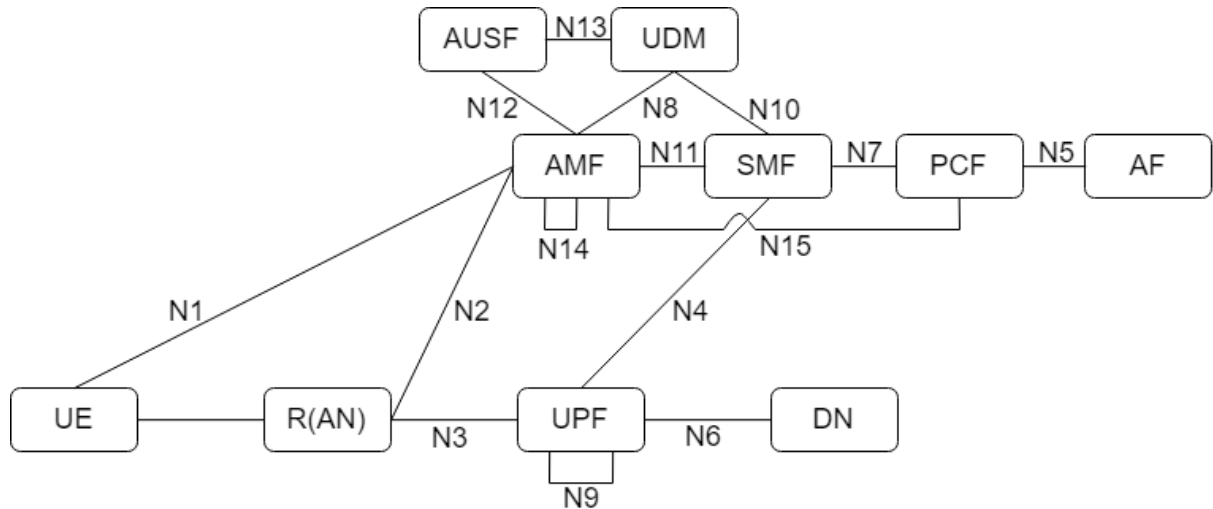 AUSF
N13
UDM
N12
N8
N10
AMF
N11
SMF
N7
PCF
N5
AF
N14
N15
N1
N2
N4
UE
R(AN)
N3
UPF
N6
DN
N9